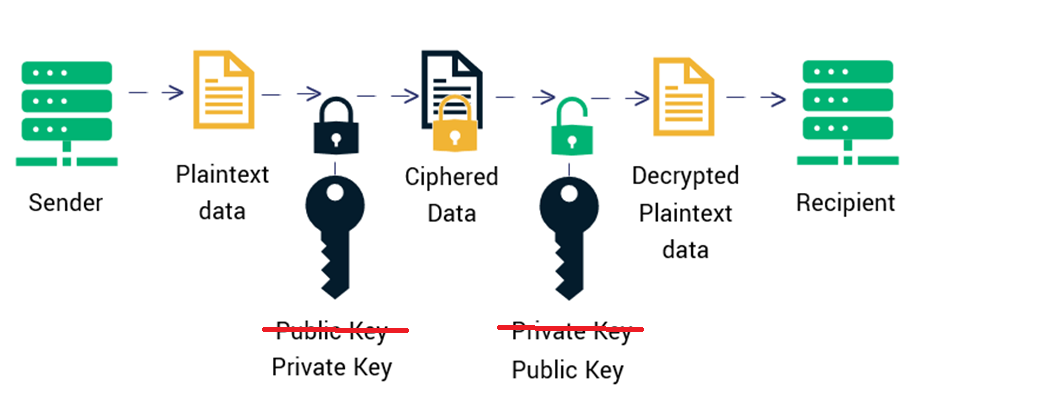 Sender
Plaintext
data
Ciphered
Data
Decrypted
Plaintext
data
Recipient
Public Key
Private Key
Private Key
Public Key